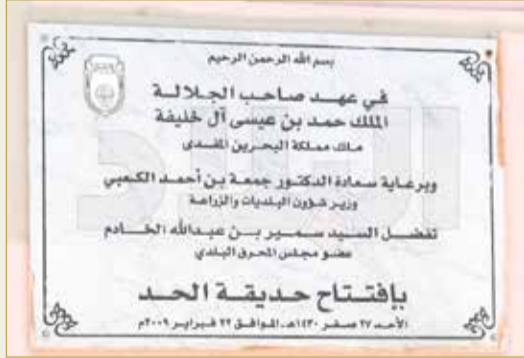 بسم الله الرحمن الرحيم
في عهد صاحب الجلالة
الملك حمد بن عيسى آل خليفة
ملك مملكة البحرين المفدى
وبرعاية سعادة الدكتور جمعة بن أحمد الكعبي
وزير شؤون البلديات والزراعة
تفضل السيد سمير بن عبدالله الخادم
عضو مجلس المحرق البلدي
بإفتتاح حديقة الحد
الأحد ٢٧ صفر ١٤٣٠هـ، الموافق ٢٢ فبراير ٢٠٠٩م